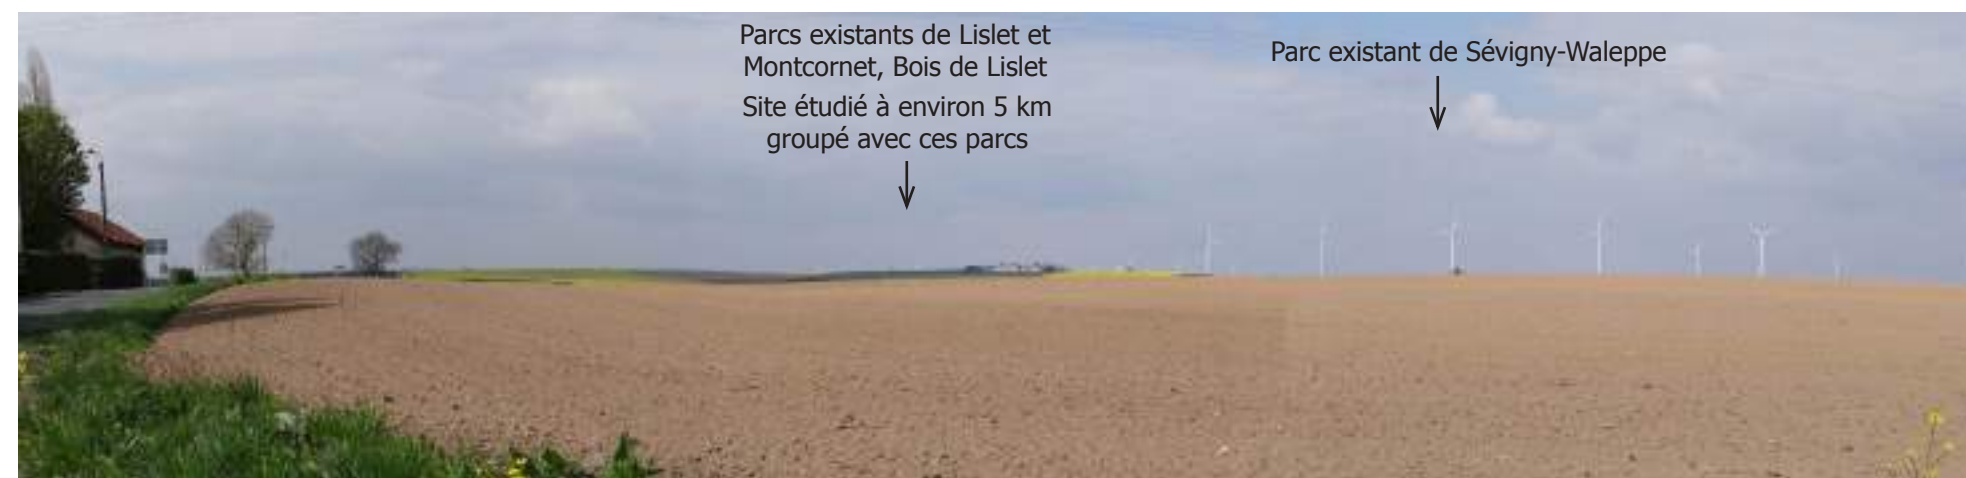 Parcs existants de Lislet et
Montcornet, Bois de Lislet
Site étudié à environ 5 km
groupé avec ces parcs
Parc existant de Sévigny-Waleppe